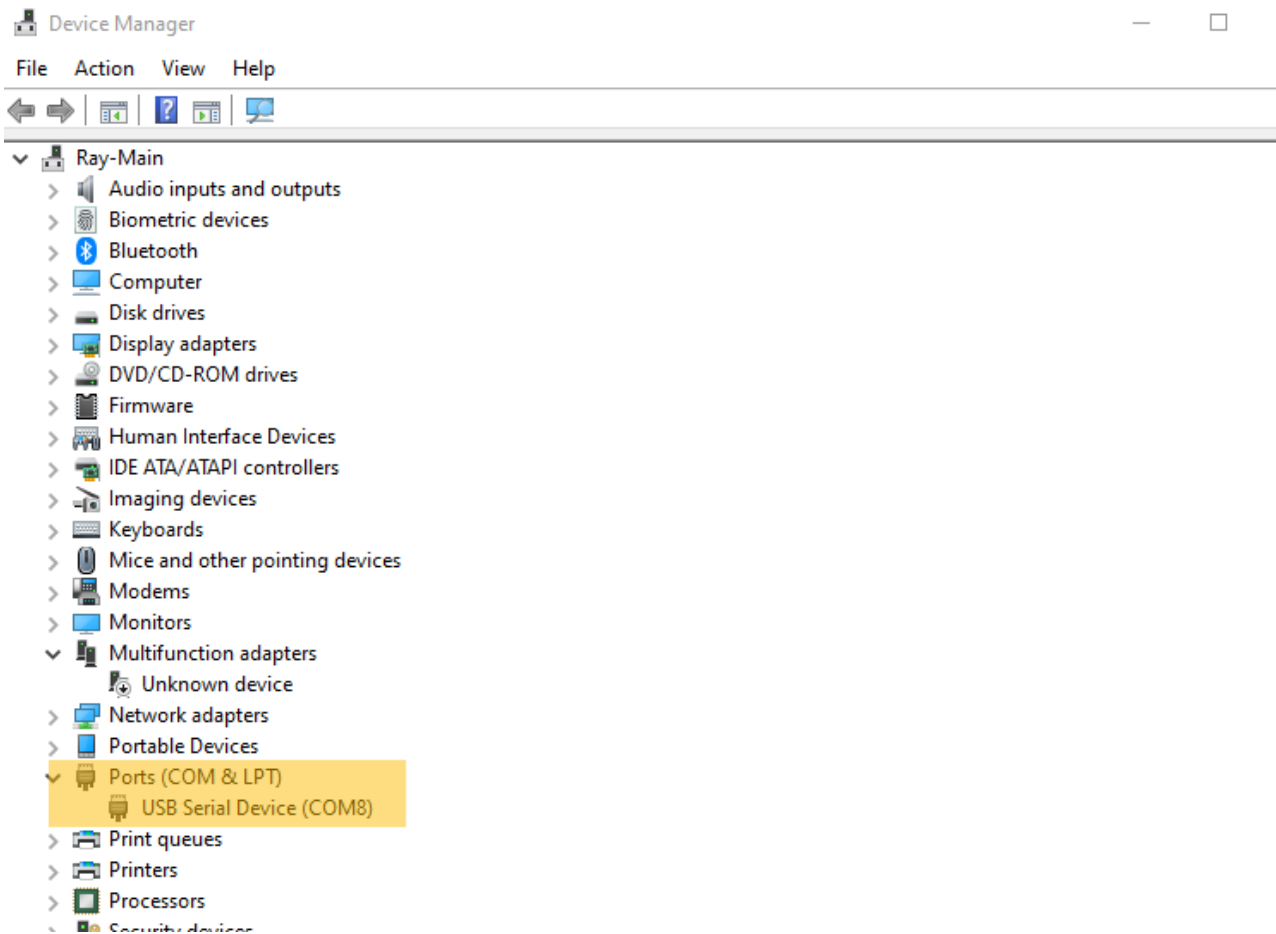 Device Manager
File Action View Help
Ray-Main
Audio inputs and outputs
Biometric devices
Bluetooth
Computer
Disk drives
Display adapters
DVD/CD-ROM drives
Firmware
Human Interface Devices
IDE ATA/ATAPI controllers
Imaging devices
Keyboards
Mice and other pointing devices
Modems
Monitors
Multifunction adapters
Unknown device
Network adapters
Portable Devices
Ports (COM & LPT)
USB Serial Device (COM8)
Print queues
Printers
Processors
Security devices